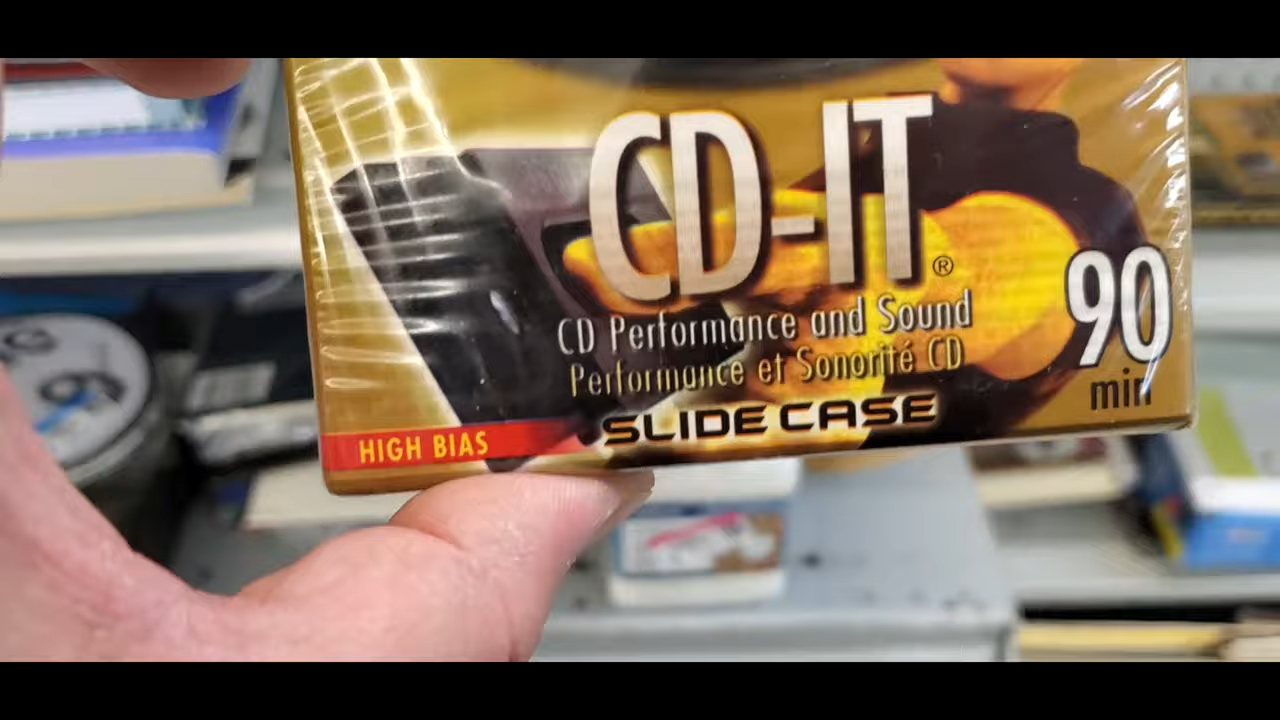 CD-IT®
90
min
CD Performance and Sound
Performance et Sonorité CD
SLIDE CASE
HIGH BIAS